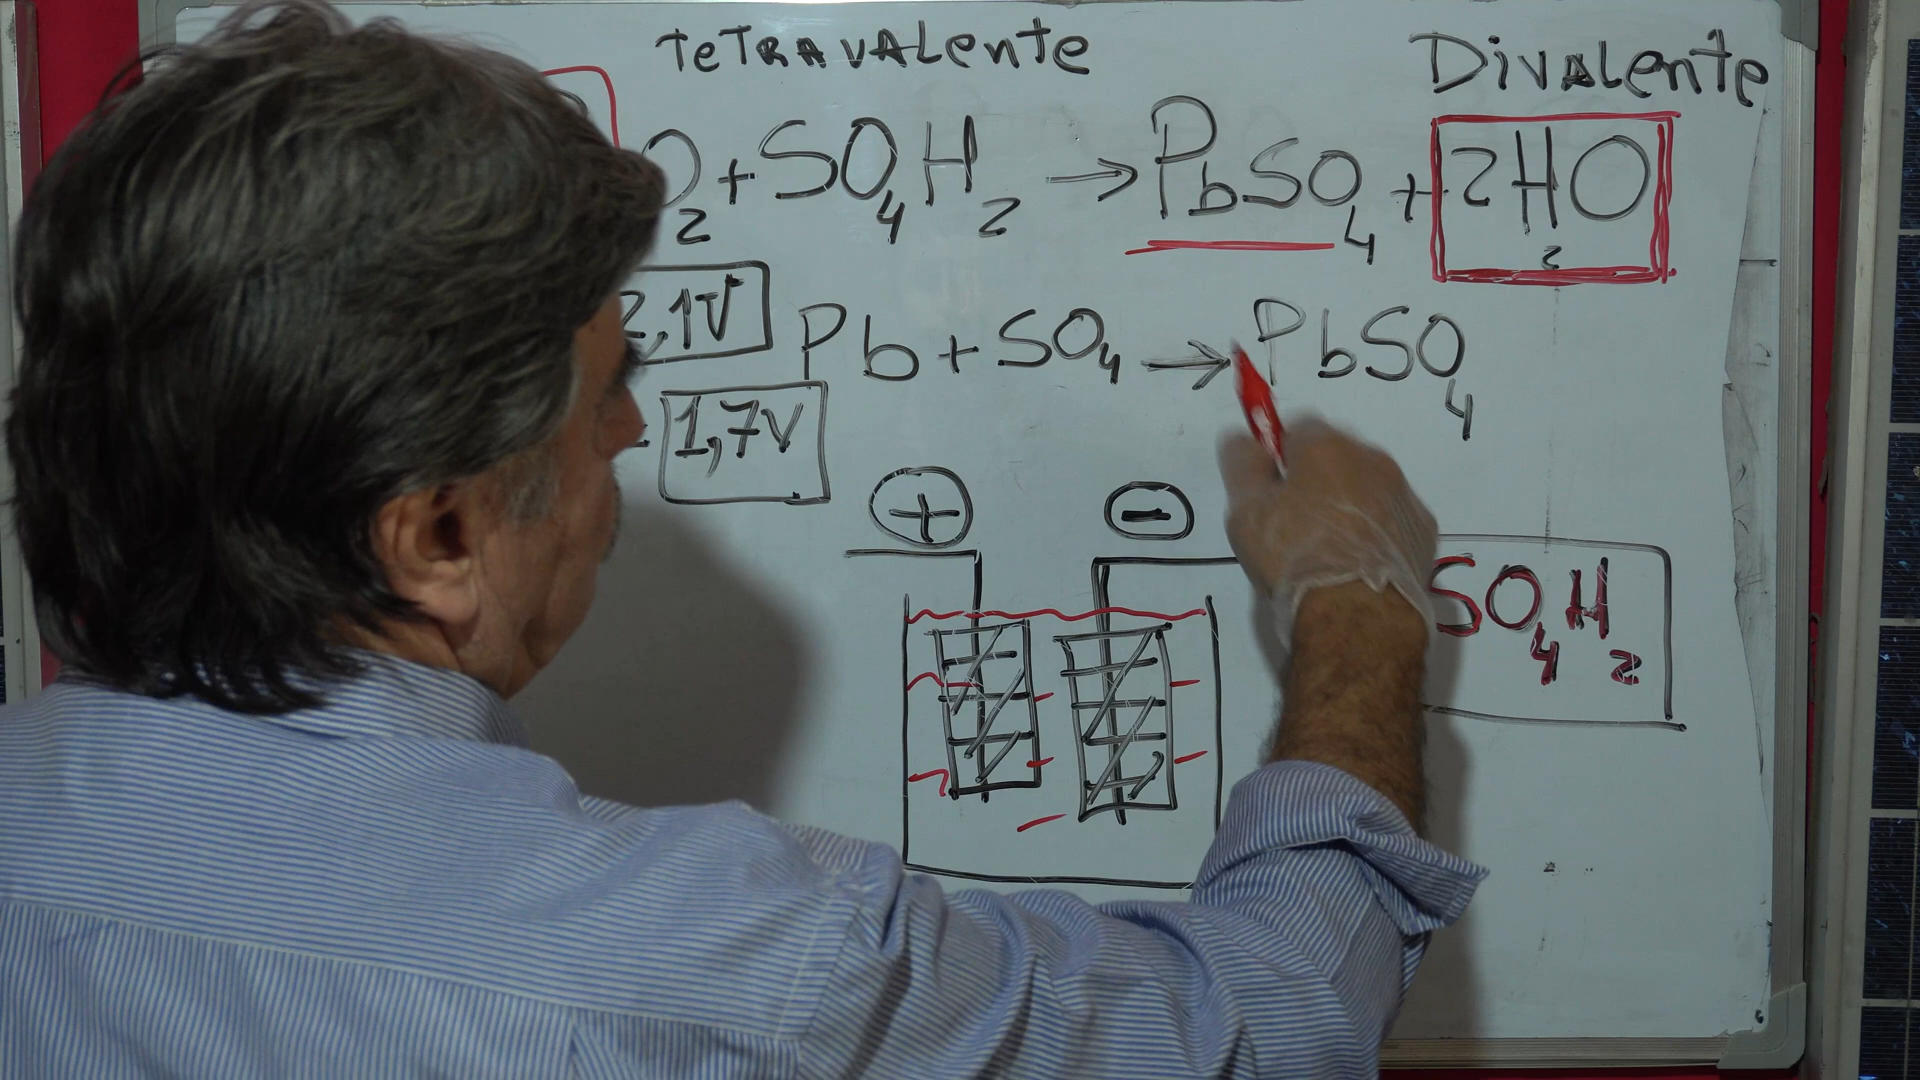 TeTRAVALente
Divalente
O2+SO4H2→PbSO4+2H2O
2,1V
Pb+SO4→PbSO4
1,7V
+
-
SO4H2